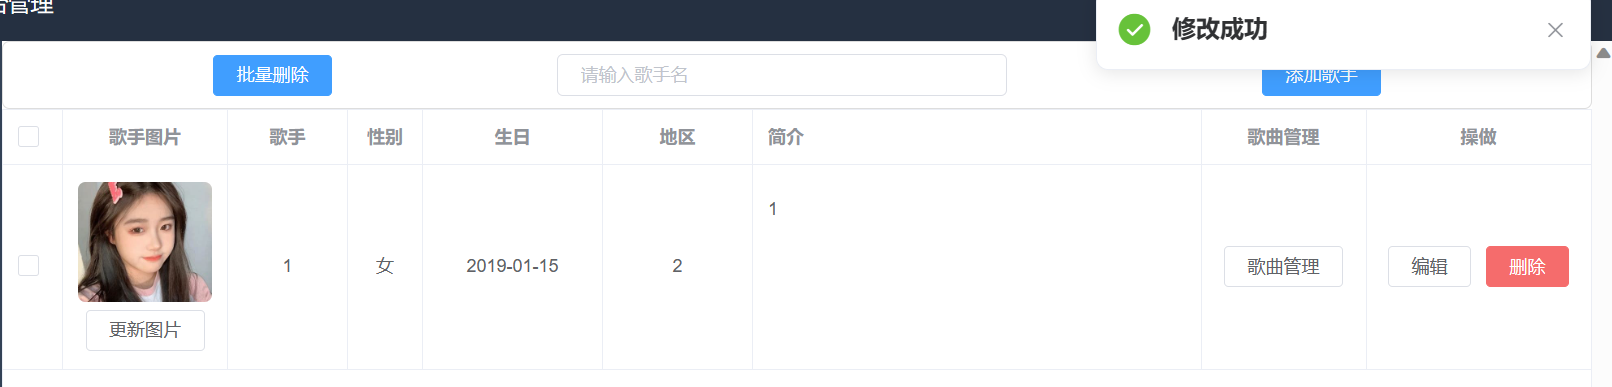 管理
修改成功
批量删除
请输入歌手名
添加歌手
歌手图片 歌手 性别 生日 地区 简介 歌曲管理 操做
1 女 2019-01-15 2 1 歌曲管理 编辑 删除
更新图片